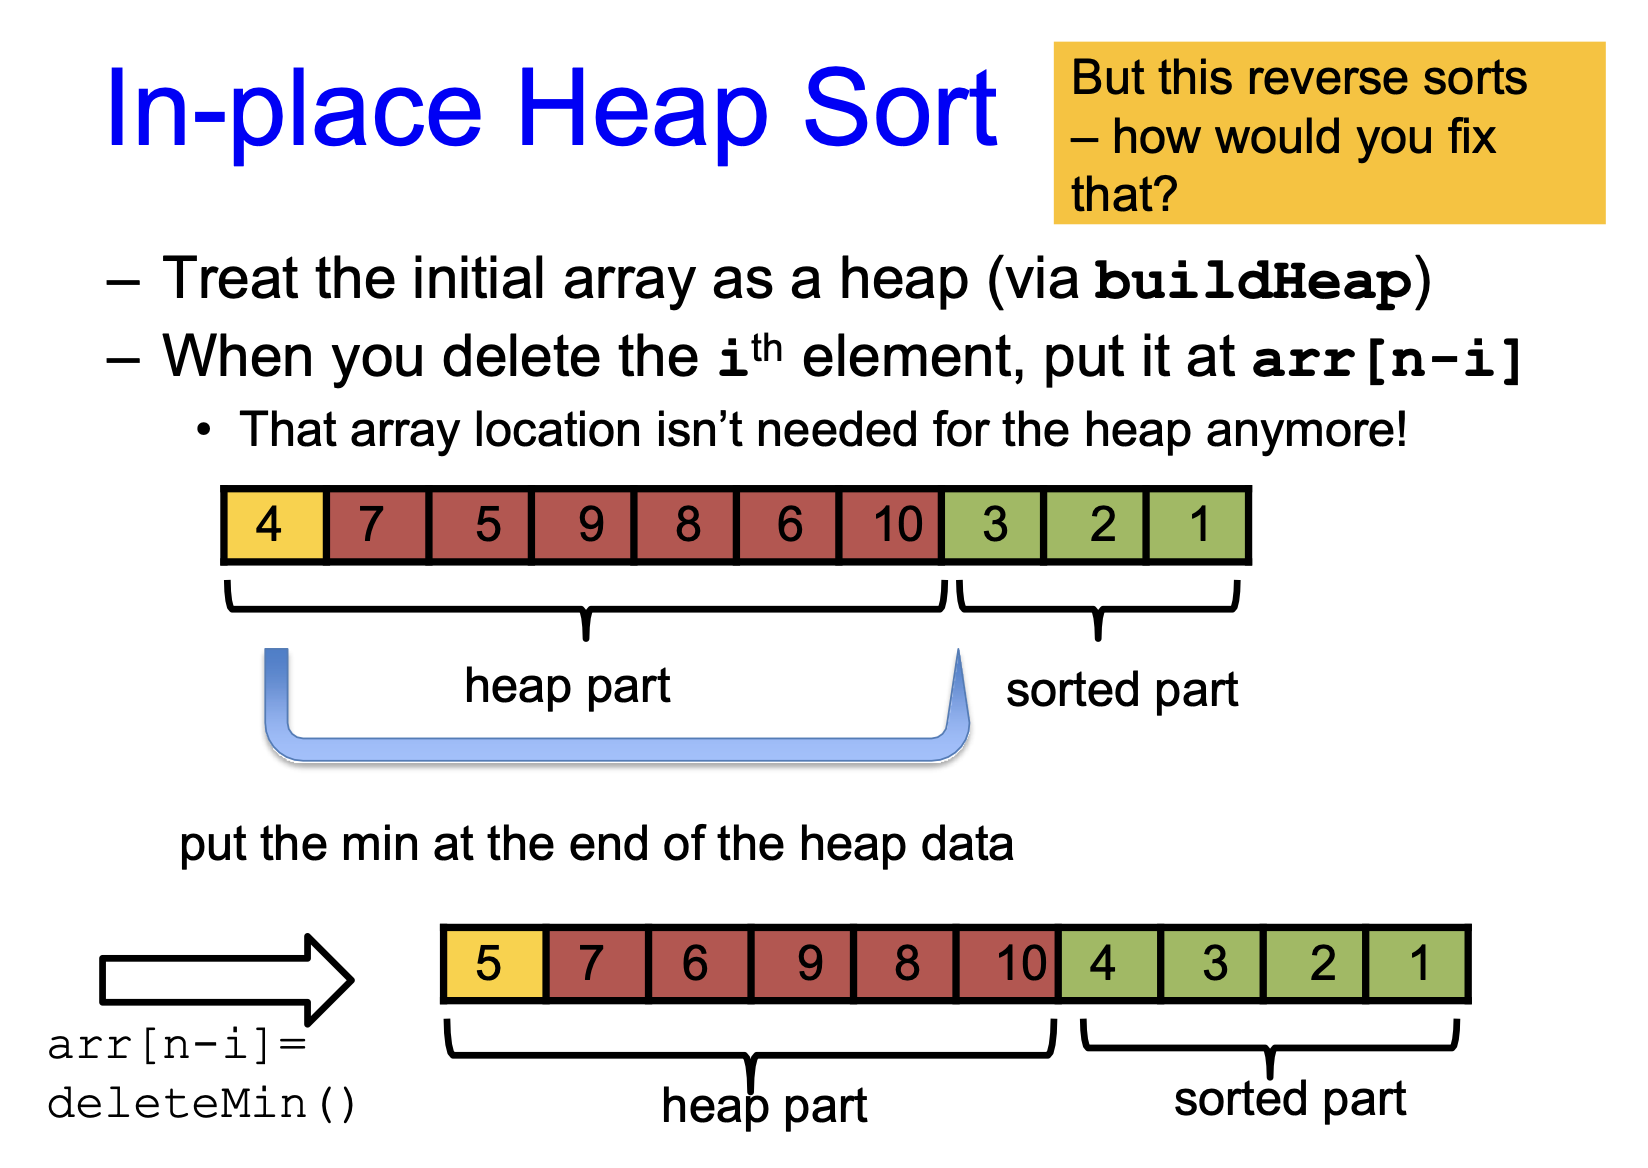 In-place Heap Sort
But this reverse sorts
– how would you fix
that?
– Treat the initial array as a heap (via buildHeap)
– When you delete the ith element, put it at arr[n-i]
• That array location isn’t needed for the heap anymore!
4 7 5 9 8 6 10 3 2 1
heap part
sorted part
put the min at the end of the heap data
5 7 6 9 8 10 4 3 2 1
arr[n-i]=
deleteMin()
heap part
sorted part